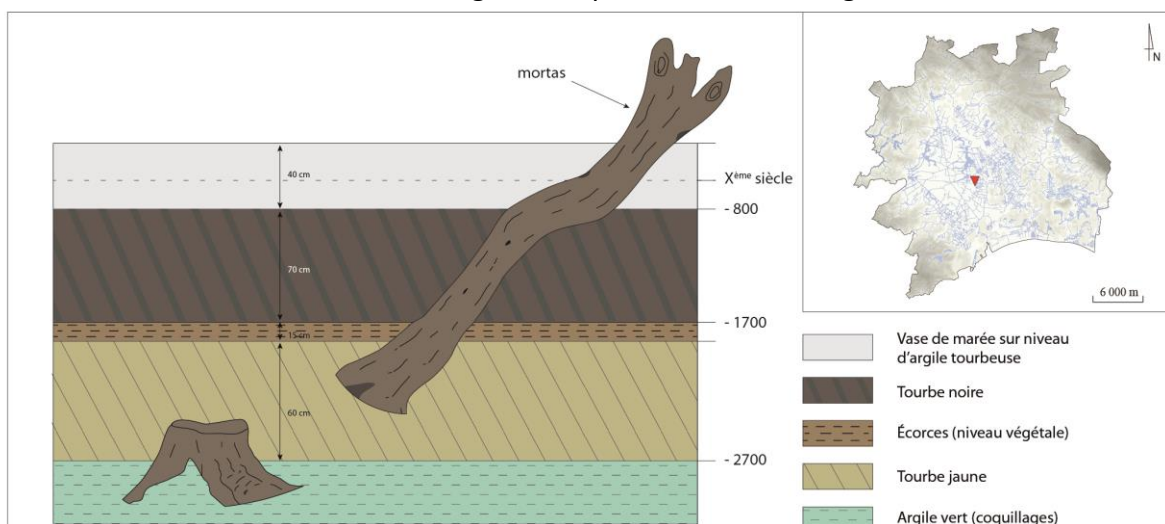 mortas
40 cm
Xème siècle
- 800
70 cm
- 1700
15 cm
60 cm
- 2700
N
6 000 m
Vase de marée sur niveau
d'argile tourbeuse
Tourbe noire
Écorces (niveau végétale)
Tourbe jaune
Argile vert (coquillages)